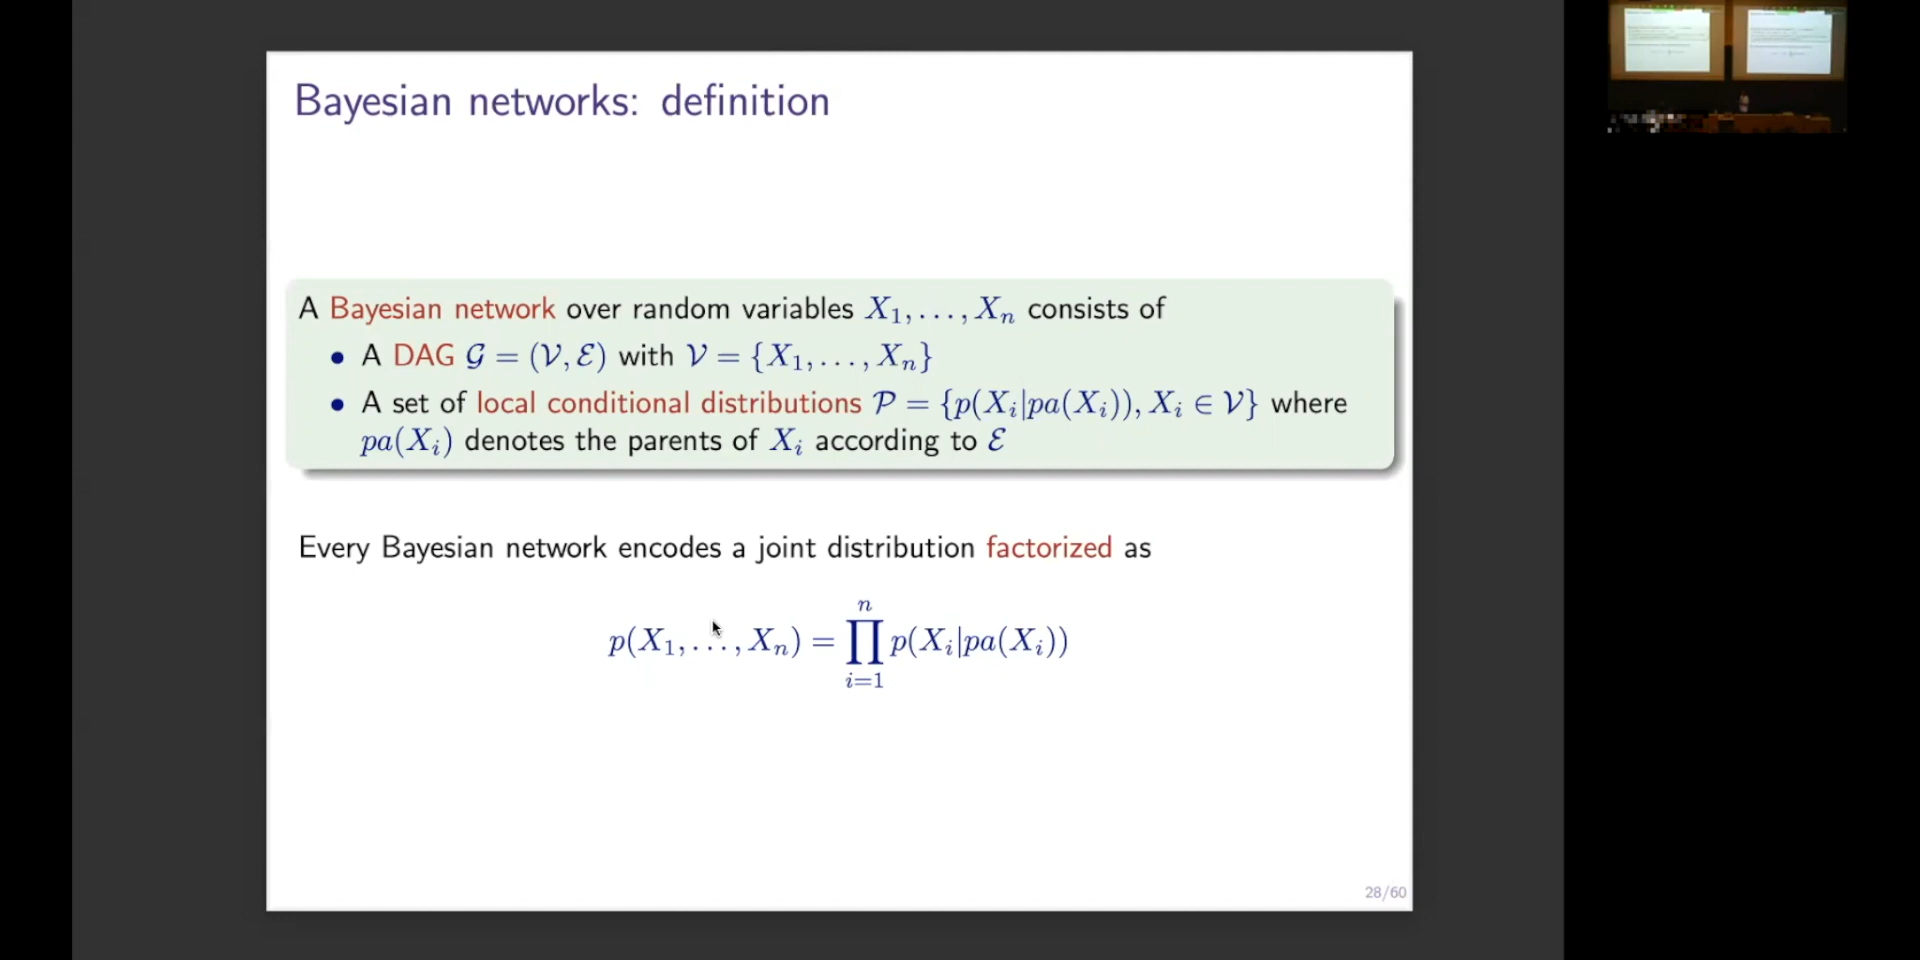 Bayesian networks: definition
A Bayesian network over random variables X₁, . . . , Xₙ consists of
• A DAG 𝒢 = (𝒱, ℰ) with 𝒱 = {X₁, . . . , Xₙ}
• A set of local conditional distributions 𝒫 = {p(Xᵢ|pa(Xᵢ)), Xᵢ ∈ 𝒱} where
pa(Xᵢ) denotes the parents of Xᵢ according to ℰ
Every Bayesian network encodes a joint distribution factorized as
p(X₁, . . . , Xₙ) = ∏ⁿᵢ₌₁ p(Xᵢ|pa(Xᵢ))
28/60